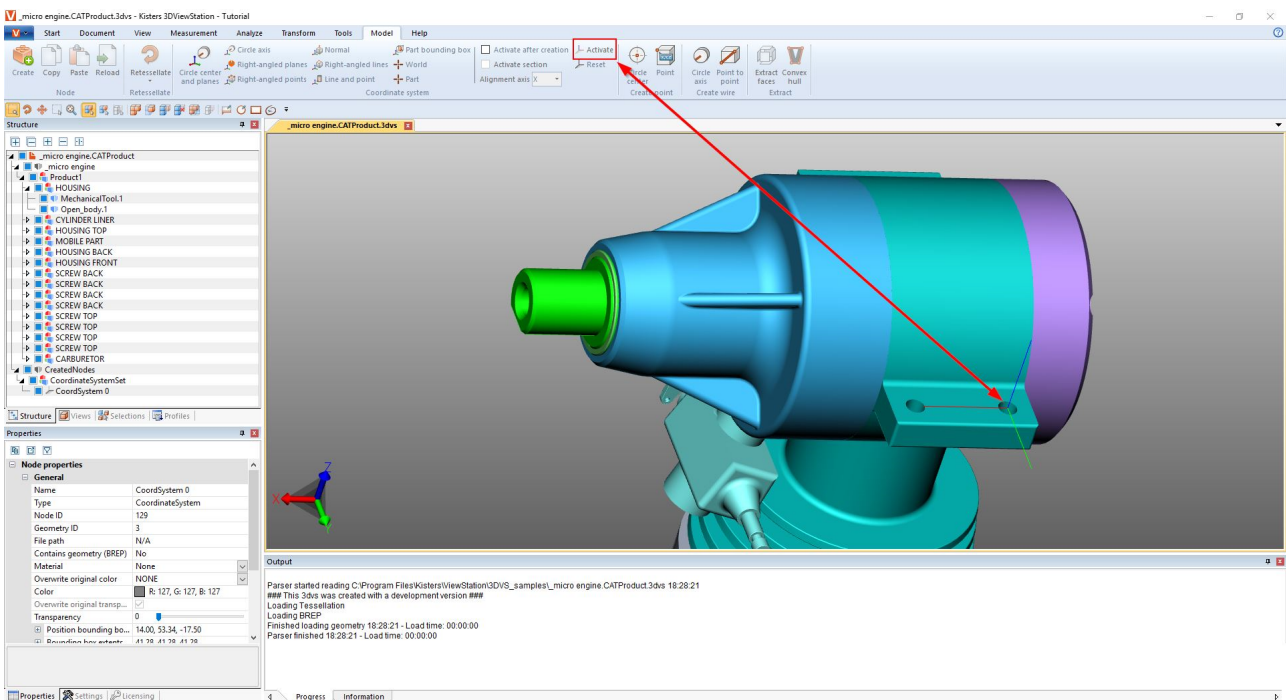 _micro engine.CATProduct.3dvs - Kisters 3DViewStation - Tutorial
Start Document View Measurement Analyze Transform Tools Model Help
Create Copy Paste Reload
Node
Retessellate
Retessellate
Circle center and planes
Circle axis
Right-angled planes
Right-angled points
Normal
Right-angled lines
Line and point
Part bounding box
World
Part
Activate after creation
Activate section
Alignment axis X
Activate
Reset
Coordinate system
Circle center
Point
Create point
Circle axis
Point to point
Create wire
Extract faces
Convex hull
Extract
Structure
_micro engine.CATProduct
_micro engine
Product1
HOUSING
MechanicalTool.1
Open_body.1
CYLINDER LINER
HOUSING TOP
MOBILE PART
HOUSING BACK
HOUSING FRONT
SCREW BACK
SCREW BACK
SCREW BACK
SCREW BACK
SCREW TOP
SCREW TOP
SCREW TOP
SCREW TOP
CARBURETOR
CreatedNodes
CoordinateSystemSet
CoordSystem 0
Structure Views Selections Profiles
Properties
Node properties
General
Name CoordSystem 0
Type CoordinateSystem
Node ID 129
Geometry ID 3
File path N/A
Contains geometry (BREP) No
Material None
Overwrite original color NONE
Color R: 127, G: 127, B: 127
Overwrite original transp...
Transparency 0
Position bounding bo... 14.00, 53.34, -17.50
Bounding box extents 41.28, 41.28, 41.28
Properties Settings Licensing
_micro engine.CATProduct.3dvs
X
Z
Y
Output
Parser started reading C:\Program Files\Kisters\ViewStation\3DVS_samples\_micro engine.CATProduct.3dvs 18:28:21
### This 3dvs was created with a development version ###
Loading Tessellation
Loading BREP
Finished loading geometry 18:28:21 - Load time: 00:00:00
Parser finished 18:28:21 - Load time: 00:00:00
Progress Information